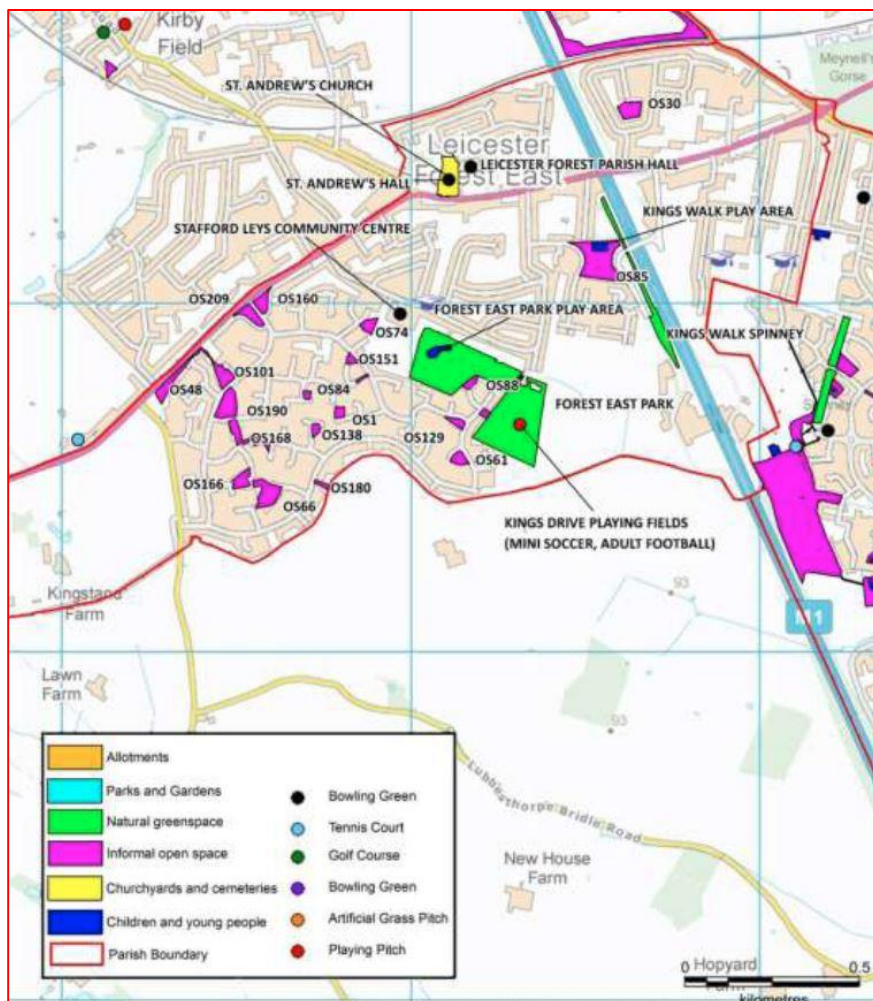 Kirby
Field
Meynell's
Gorse
ST. ANDREW'S CHURCH
OS30
Leicester
Forest East
LEICESTER FOREST PARISH HALL
ST. ANDREW'S HALL
KINGS WALK PLAY AREA
STAFFORD LEYS COMMUNITY CENTRE
OS85
OS209
OS160
FOREST EAST PARK PLAY AREA
OS74
KINGS WALK SPINNEY
OS151
OS101
OS48
OS84
OS88
OS190
OS1
FOREST EAST PARK
OS168
OS138
OS129
OS61
OS166
OS180
OS66
KINGS DRIVE PLAYING FIELDS
(MINI SOCCER, ADULT FOOTBALL)
93
Kingstand
Farm
M1
Lawn
Farm
93
Lubbesthorpe Bridle Road
New House
Farm
Allotments
Parks and Gardens
Natural greenspace
Informal open space
Churchyards and cemeteries
Children and young people
Parish Boundary
Bowling Green
Tennis Court
Golf Course
Bowling Green
Artificial Grass Pitch
Playing Pitch
0
Hopyard
Farm
0.5
kilometres